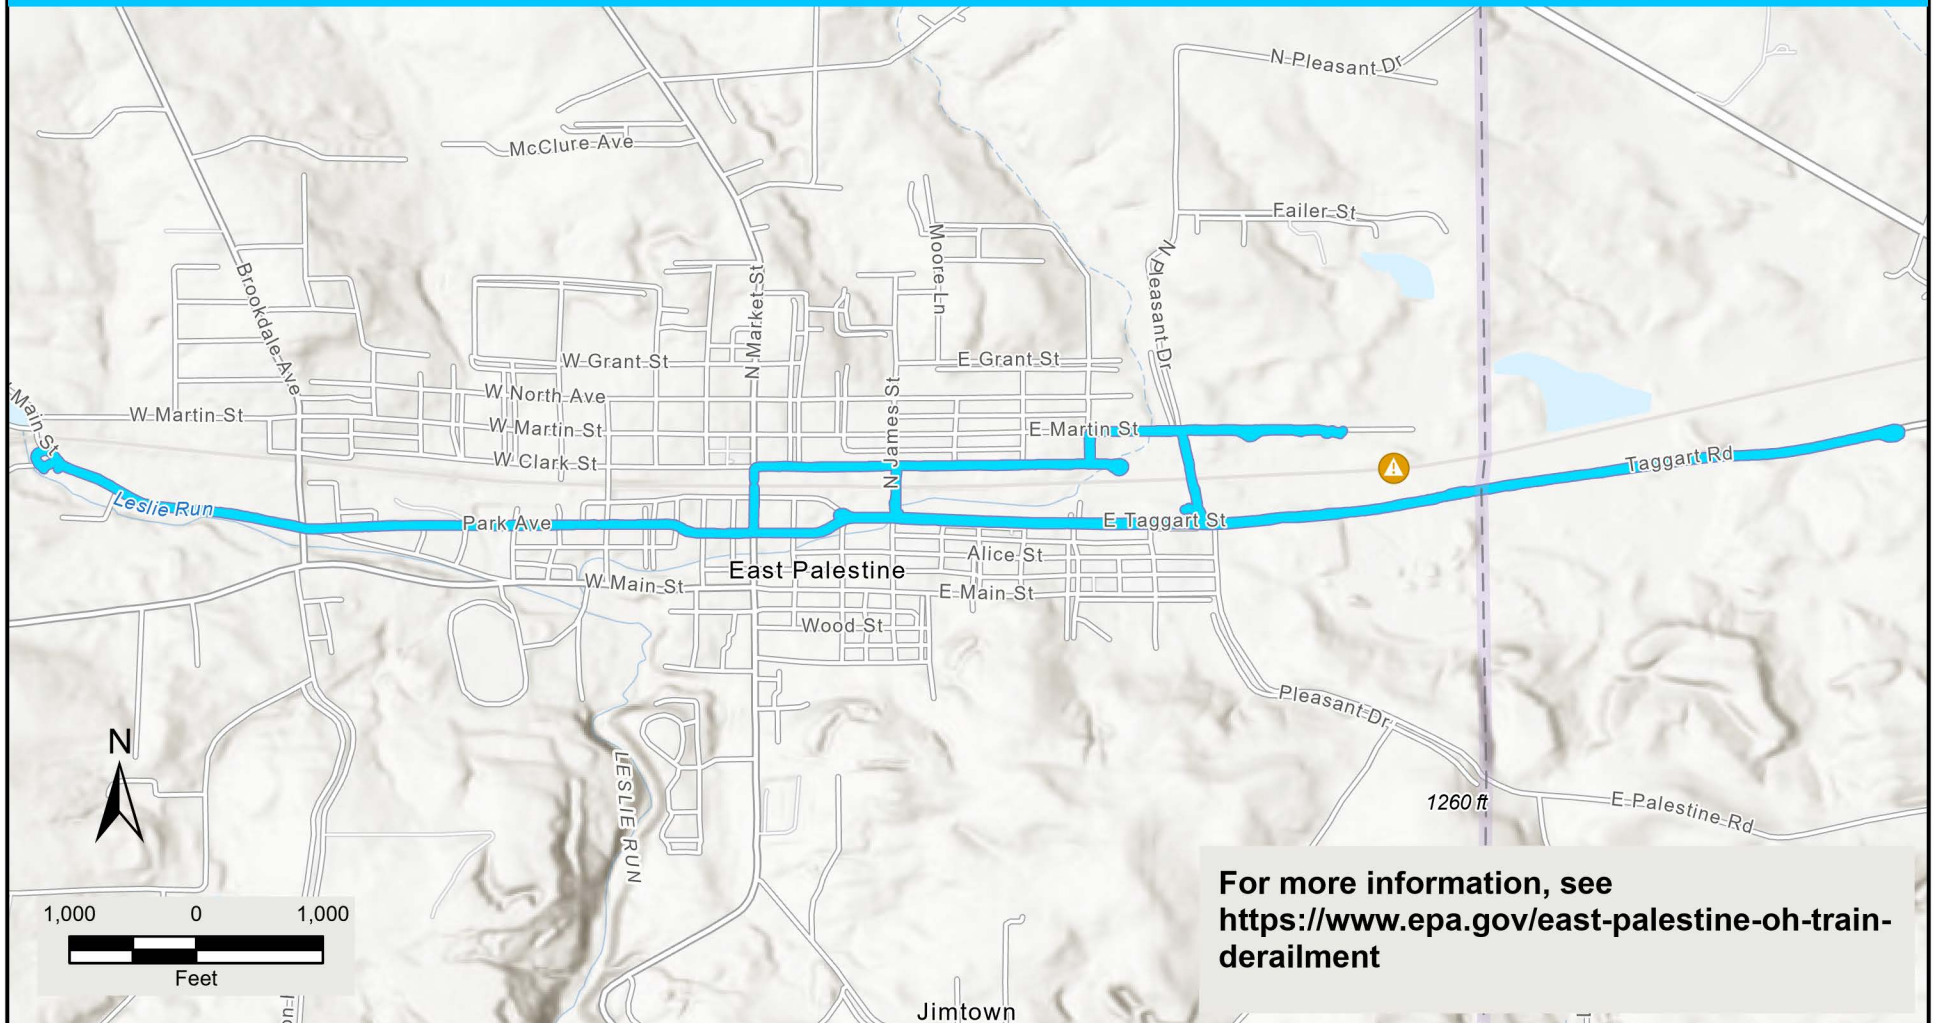 N Pleasant Dr
McClure Ave
Failer St
Moore Ln
N Pleasant Dr
Brookdale Ave
N Market St
W Grant St
E Grant St
W North Ave
N James St
Main St
W Martin St
W Martin St
E Martin St
W Clark St
Taggart Rd
Leslie Run
Park Ave
E Taggart St
Alice St
East Palestine
W Main St
E Main St
Wood St
Pleasant Dr
N
LESLIE RUN
1260 ft
E Palestine Rd
For more information, see
https://www.epa.gov/east-palestine-oh-train-
derailment
1,000 0 1,000
Feet
Jimtown